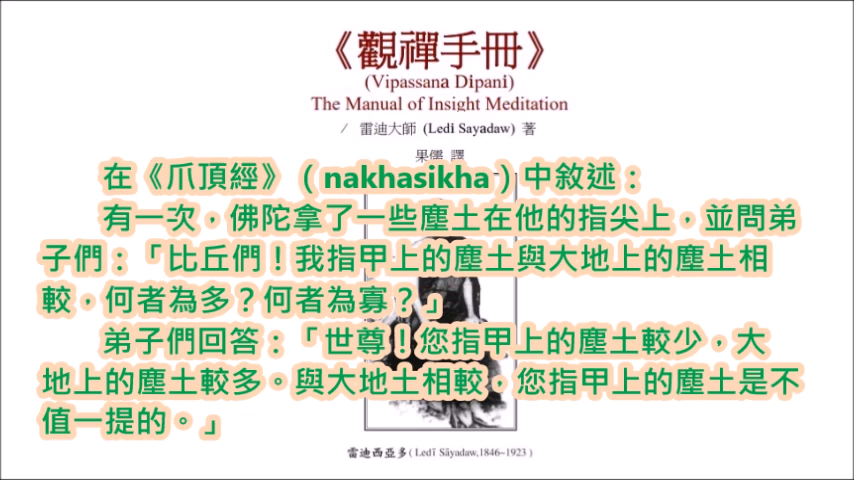 《觀禪手冊》
(Vipassana Dipani)
The Manual of Insight Meditation
／ 雷迪大師 (Ledi Sayadaw) 著
果儒 譯
在《爪頂經》（nakhasikha）中敘述：
有一次，佛陀拿了一些塵土在他的指尖上，並問弟
子們：「比丘們！我指甲上的塵土與大地上的塵土相
較，何者為多？何者為寡？」
弟子們回答：「世尊！您指甲上的塵土較少，大
地上的塵土較多。與大地土相較，您指甲上的塵土是不
值一提的。」
雷迪西亞多 ( Ledī Sāyadaw,1846~1923 )